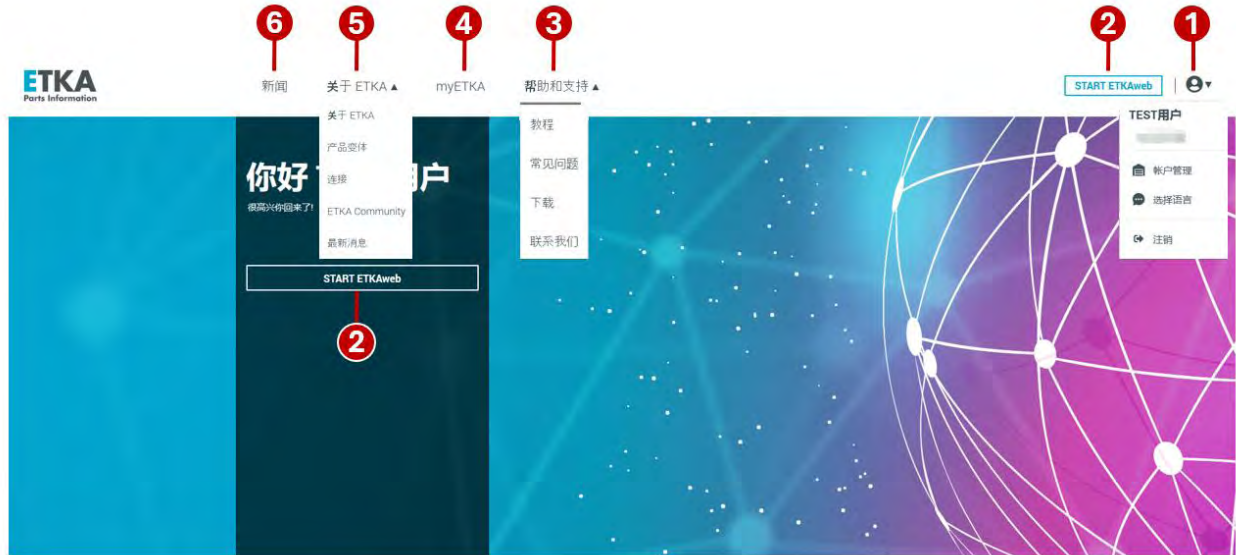 6 5 4 3 2 1
ETKA
Parts Information
新闻 关于 ETKA ▲ myETKA 帮助和支持 ▲ START ETKAweb | ▼
关于 ETKA
产品变体
连接
ETKA Community
最新消息
教程
常见问题
下载
联系我们
TEST用户
帐户管理
选择语言
注销
你好 户
很高兴你回来了!
START ETKAweb
2